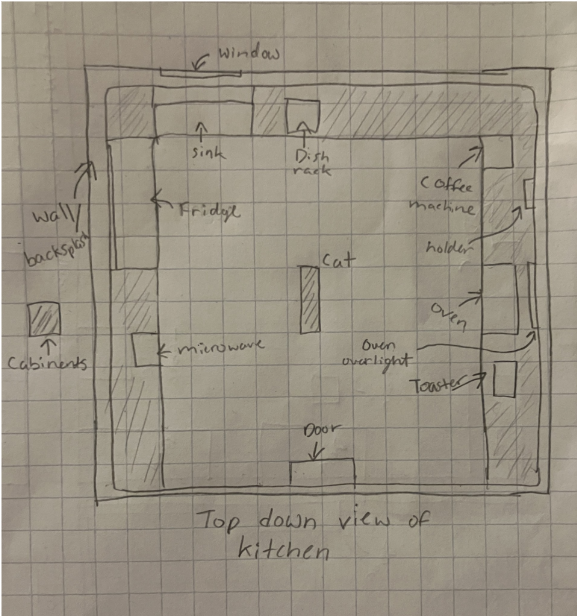 window
sink
Dish
rack
Coffee
machine
Wall/
backsplash
Fridge
holder
Cat
Oven
Cabinents
microwave
Oven
overlight
Toaster
Door
Top down view of
kitchen